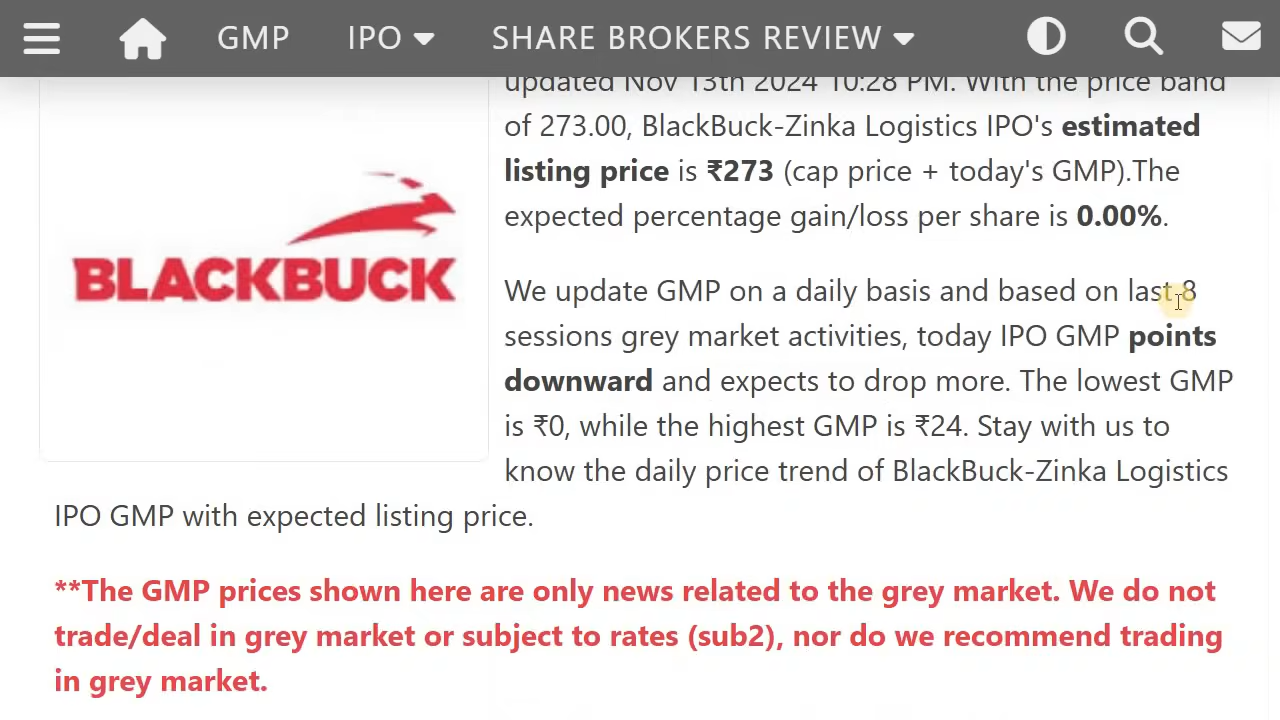 GMP IPO SHARE BROKERS REVIEW
updated Nov 13th 2024 10:28 PM. With the price band
of 273.00, BlackBuck-Zinka Logistics IPO's estimated
listing price is ₹273 (cap price + today's GMP).The
expected percentage gain/loss per share is 0.00%.
BLACKBUCK
We update GMP on a daily basis and based on last 8
sessions grey market activities, today IPO GMP points
downward and expects to drop more. The lowest GMP
is ₹0, while the highest GMP is ₹24. Stay with us to
know the daily price trend of BlackBuck-Zinka Logistics
IPO GMP with expected listing price.
**The GMP prices shown here are only news related to the grey market. We do not
trade/deal in grey market or subject to rates (sub2), nor do we recommend trading
in grey market.